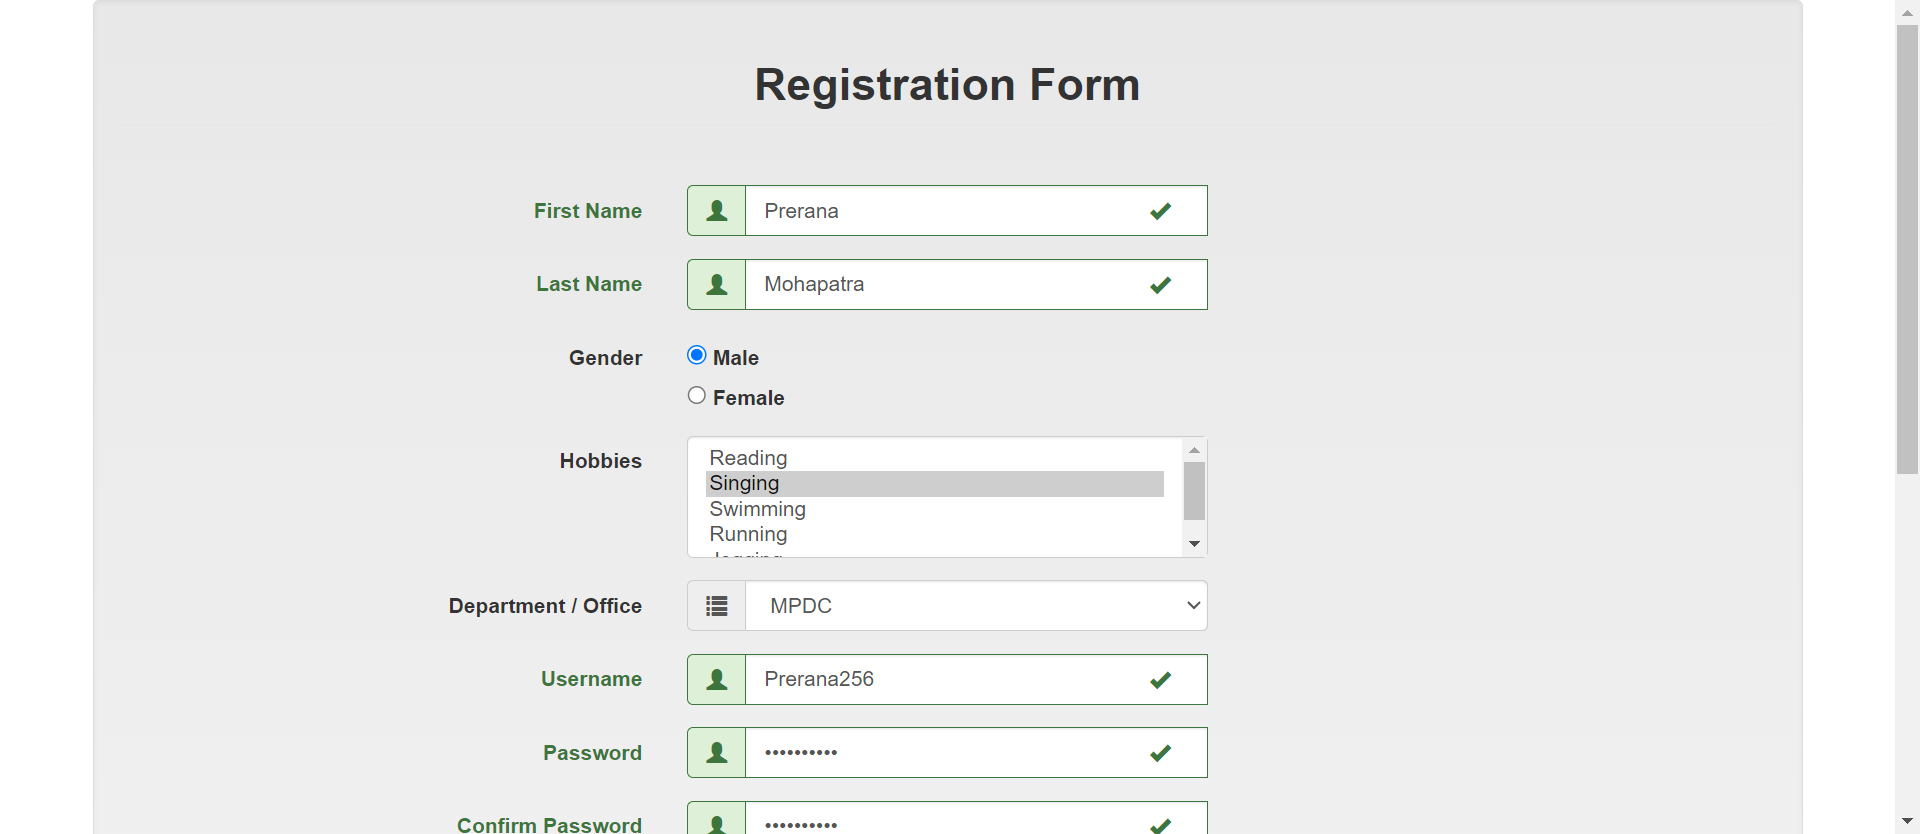 Registration Form
First Name Prerana
Last Name Mohapatra
Gender Male
Female
Hobbies Reading
Singing
Swimming
Running
Jogging
Department / Office MPDC
Username Prerana256
Password ••••••••••
Confirm Password ••••••••••